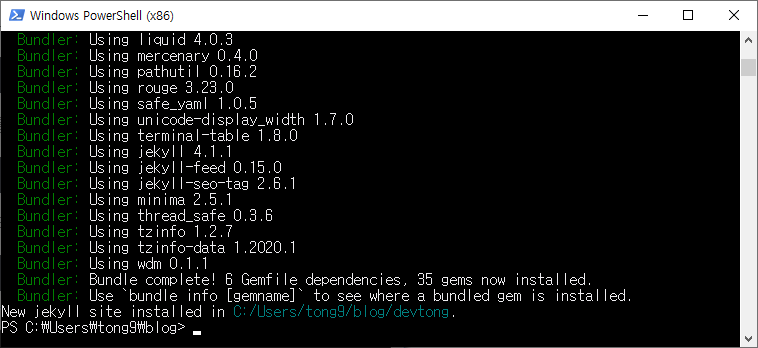 Windows PowerShell (x86)
Bundler: Using liquid 4.0.3
Bundler: Using mercenary 0.4.0
Bundler: Using pathutil 0.16.2
Bundler: Using rouge 3.23.0
Bundler: Using safe_yaml 1.0.5
Bundler: Using unicode-display_width 1.7.0
Bundler: Using terminal-table 1.8.0
Bundler: Using jekyll 4.1.1
Bundler: Using jekyll-feed 0.15.0
Bundler: Using jekyll-seo-tag 2.6.1
Bundler: Using minima 2.5.1
Bundler: Using thread_safe 0.3.6
Bundler: Using tzinfo 1.2.7
Bundler: Using tzinfo-data 1.2020.1
Bundler: Using wdm 0.1.1
Bundler: Bundle complete! 6 Gemfile dependencies, 35 gems now installed.
Bundler: Use `bundle info [gemname]` to see where a bundled gem is installed.
New jekyll site installed in C:/Users/tong9/blog/devtong.
PS C:₩Users₩tong9₩blog>